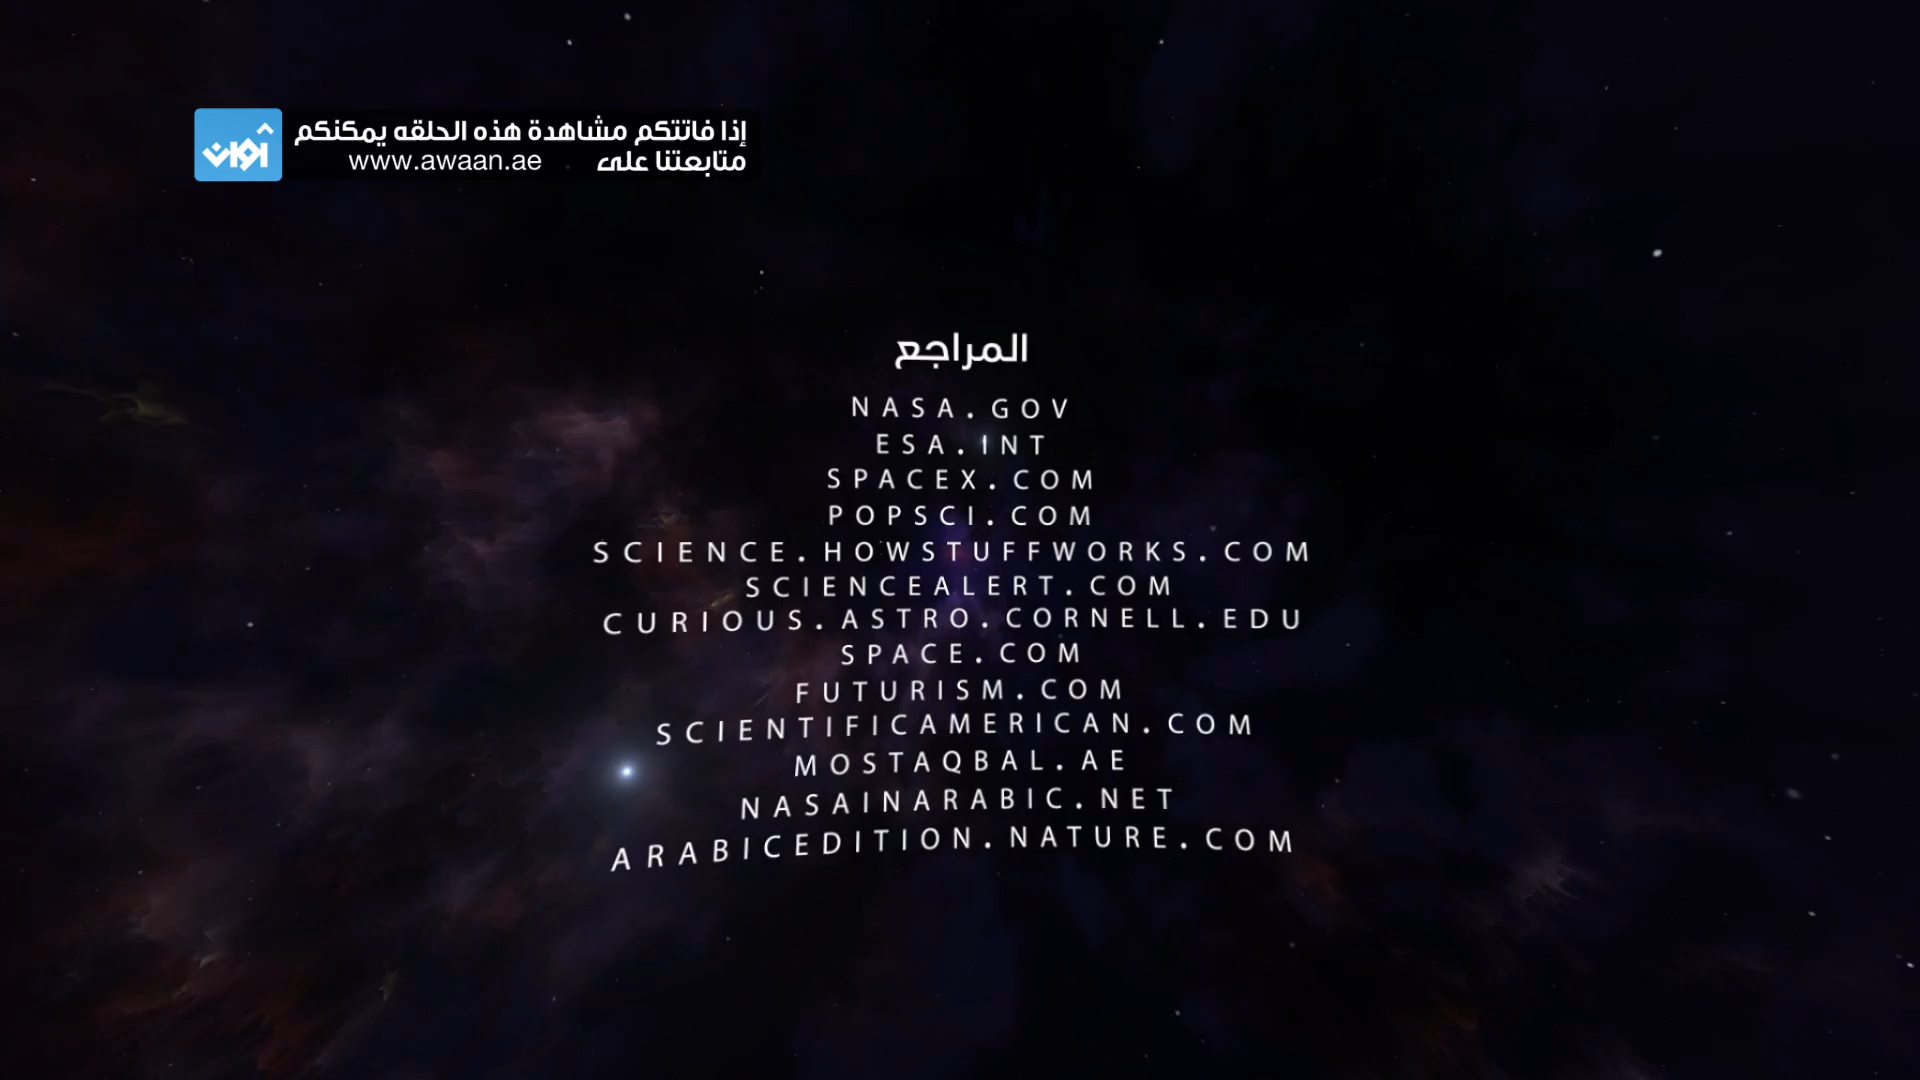 أوان
إذا فاتتكم مشاهدة هذه الحلقه يمكنكم
متابعتنا على www.awaan.ae
المراجع
NASA.GOV
ESA.INT
SPACEX.COM
POPSCI.COM
SCIENCE.HOWSTUFFWORKS.COM
SCIENCEALERT.COM
CURIOUS.ASTRO.CORNELL.EDU
SPACE.COM
FUTURISM.COM
SCIENTIFICAMERICAN.COM
MOSTAQBAL.AE
NASAINARABIC.NET
ARABICEDITION.NATURE.COM